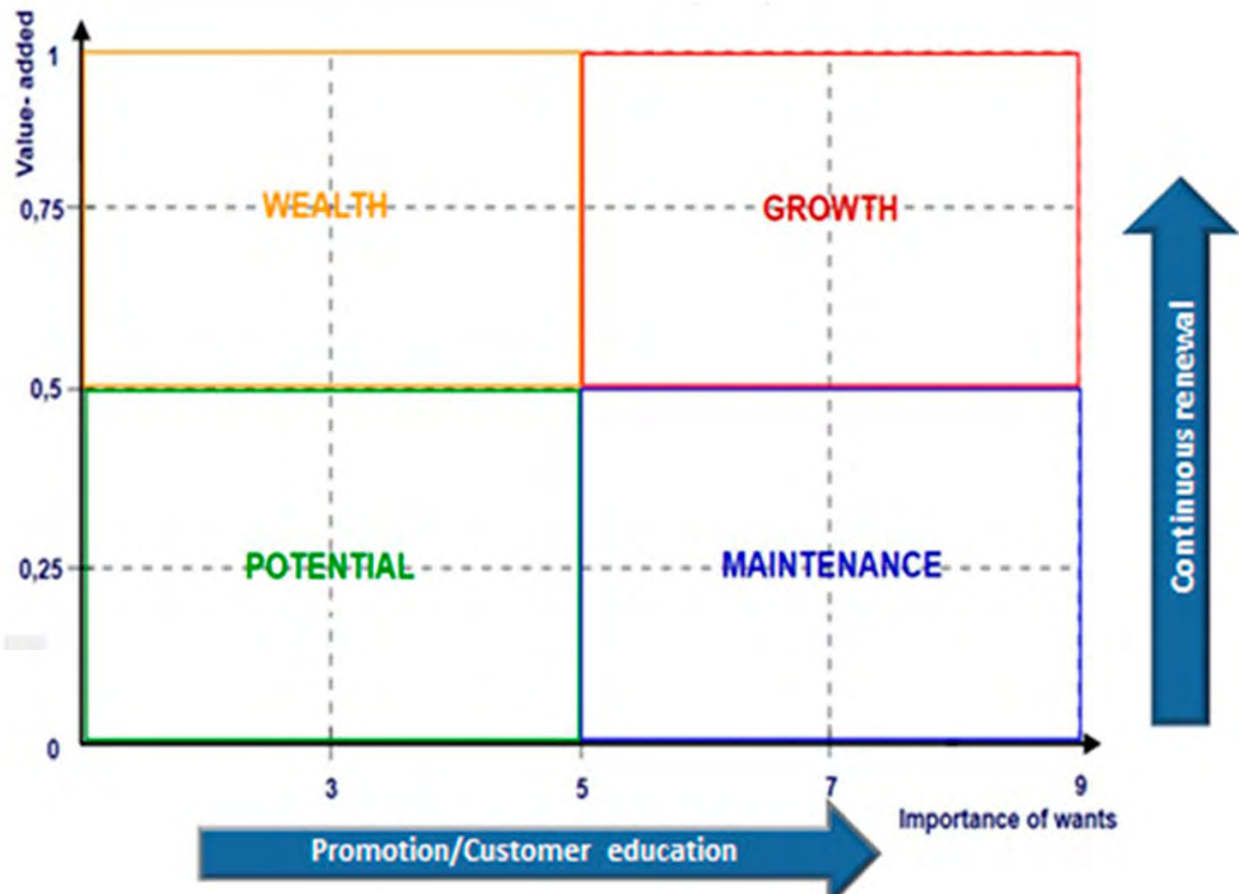 Value- added
1
0,75
0,5
0,25
0
WEALTH
GROWTH
POTENTIAL
MAINTENANCE
3
5
7
9
Importance of wants
Promotion/Customer education
Continuous renewal